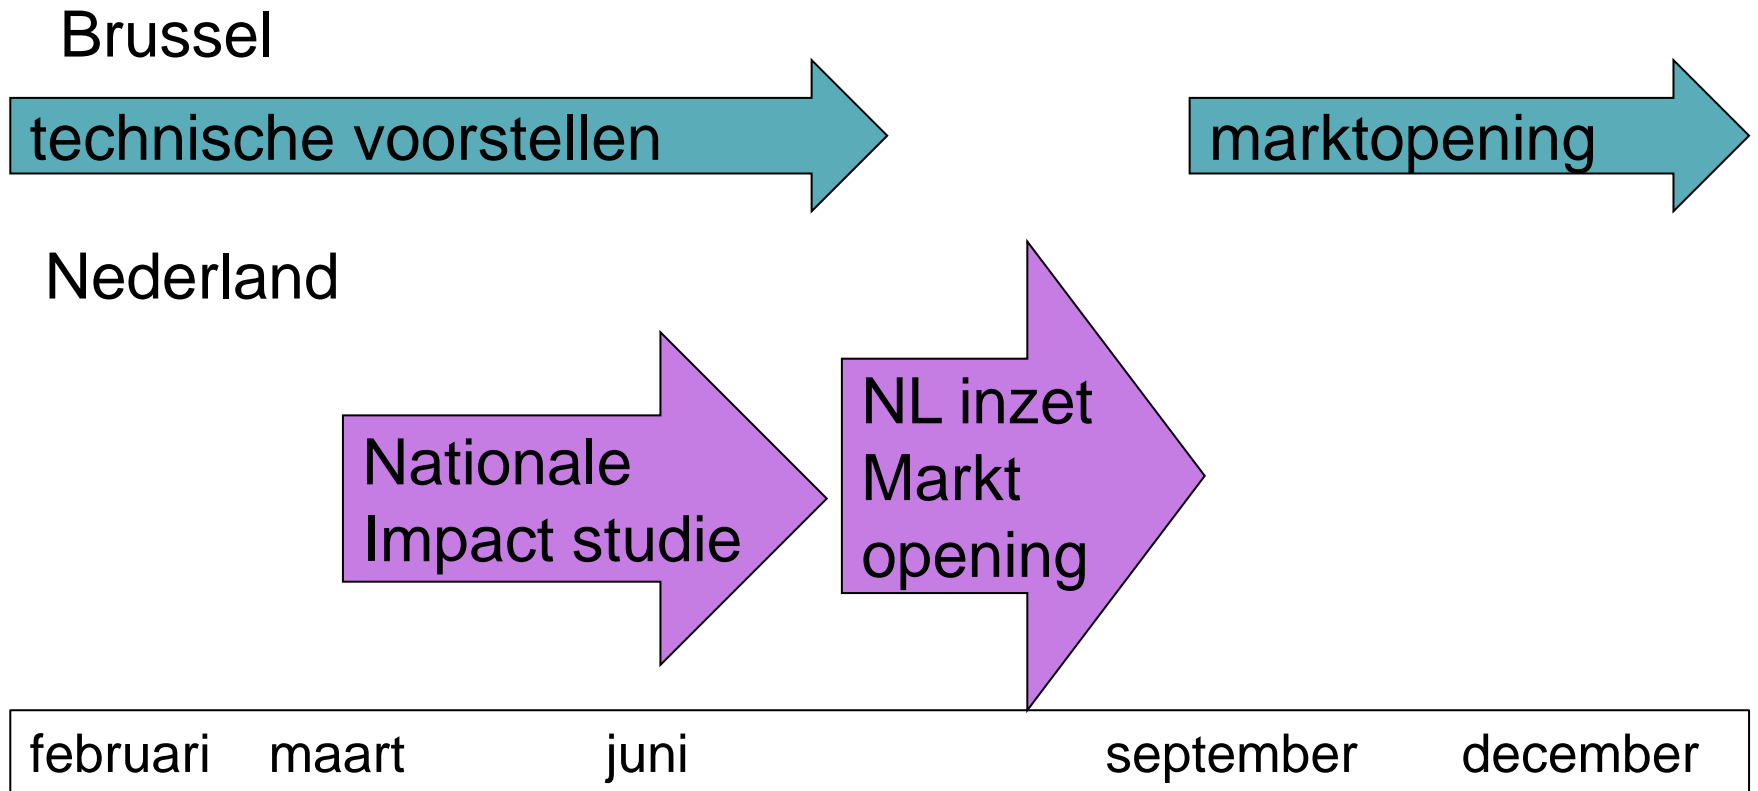 Brussel
technische voorstellen
marktopening
Nederland
Nationale
Impact studie
NL inzet
Markt
opening
februari maart juni september december